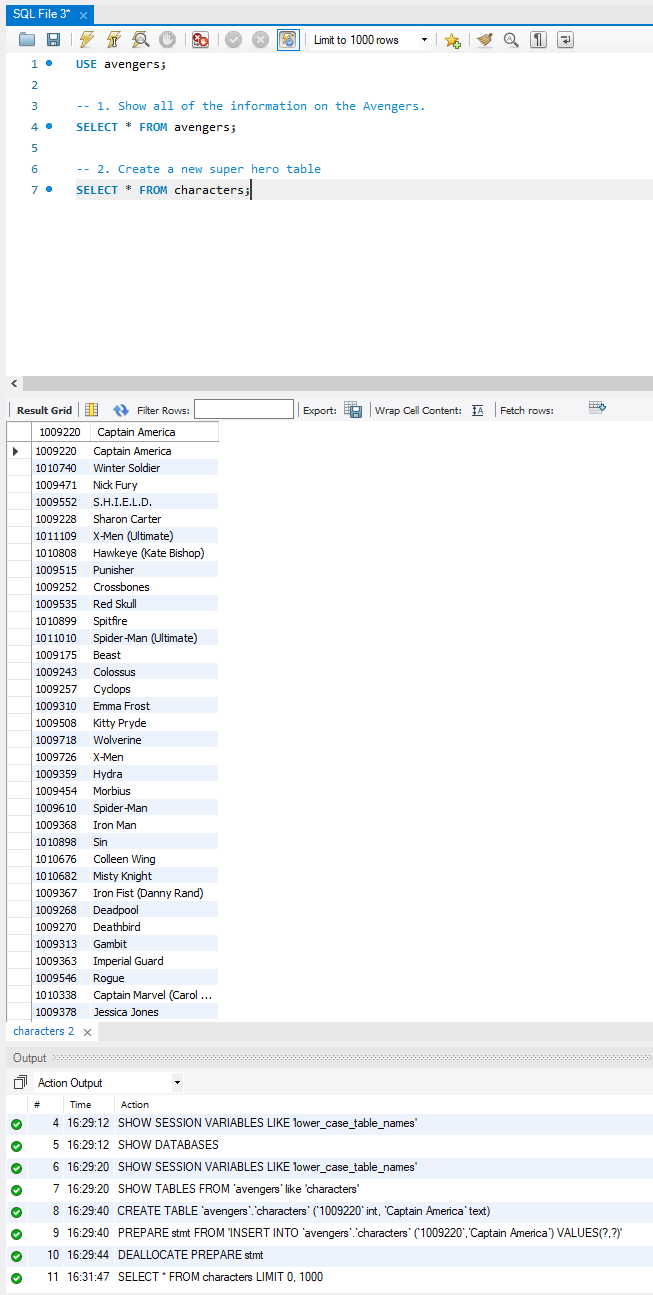 SQL File 3* ×
Limit to 1000 rows
1 USE avengers;
2
3 -- 1. Show all of the information on the Avengers.
4 SELECT * FROM avengers;
5
6 -- 2. Create a new super hero table
7 SELECT * FROM characters;
Result Grid Filter Rows: Export: Wrap Cell Content: Fetch rows:
1009220 Captain America
1009220 Captain America
1010740 Winter Soldier
1009471 Nick Fury
1009552 S.H.I.E.L.D.
1009228 Sharon Carter
1011109 X-Men (Ultimate)
1010808 Hawkeye (Kate Bishop)
1009515 Punisher
1009252 Crossbones
1009535 Red Skull
1010899 Spitfire
1011010 Spider-Man (Ultimate)
1009175 Beast
1009243 Colossus
1009257 Cyclops
1009310 Emma Frost
1009508 Kitty Pryde
1009718 Wolverine
1009726 X-Men
1009359 Hydra
1009454 Morbius
1009610 Spider-Man
1009368 Iron Man
1010898 Sin
1010676 Colleen Wing
1010682 Misty Knight
1009367 Iron Fist (Danny Rand)
1009268 Deadpool
1009270 Deathbird
1009313 Gambit
1009363 Imperial Guard
1009546 Rogue
1010338 Captain Marvel (Carol ...
1009378 Jessica Jones
characters 2 ×
Output
Action Output
# Time Action
4 16:29:12 SHOW SESSION VARIABLES LIKE 'lower_case_table_names'
5 16:29:12 SHOW DATABASES
6 16:29:20 SHOW SESSION VARIABLES LIKE 'lower_case_table_names'
7 16:29:20 SHOW TABLES FROM `avengers` like 'characters'
8 16:29:40 CREATE TABLE `avengers`.`characters` (`1009220` int, `Captain America` text)
9 16:29:40 PREPARE stmt FROM 'INSERT INTO `avengers`.`characters` (`1009220`,`Captain America`) VALUES(?,?)'
10 16:29:44 DEALLOCATE PREPARE stmt
11 16:31:47 SELECT * FROM characters LIMIT 0, 1000